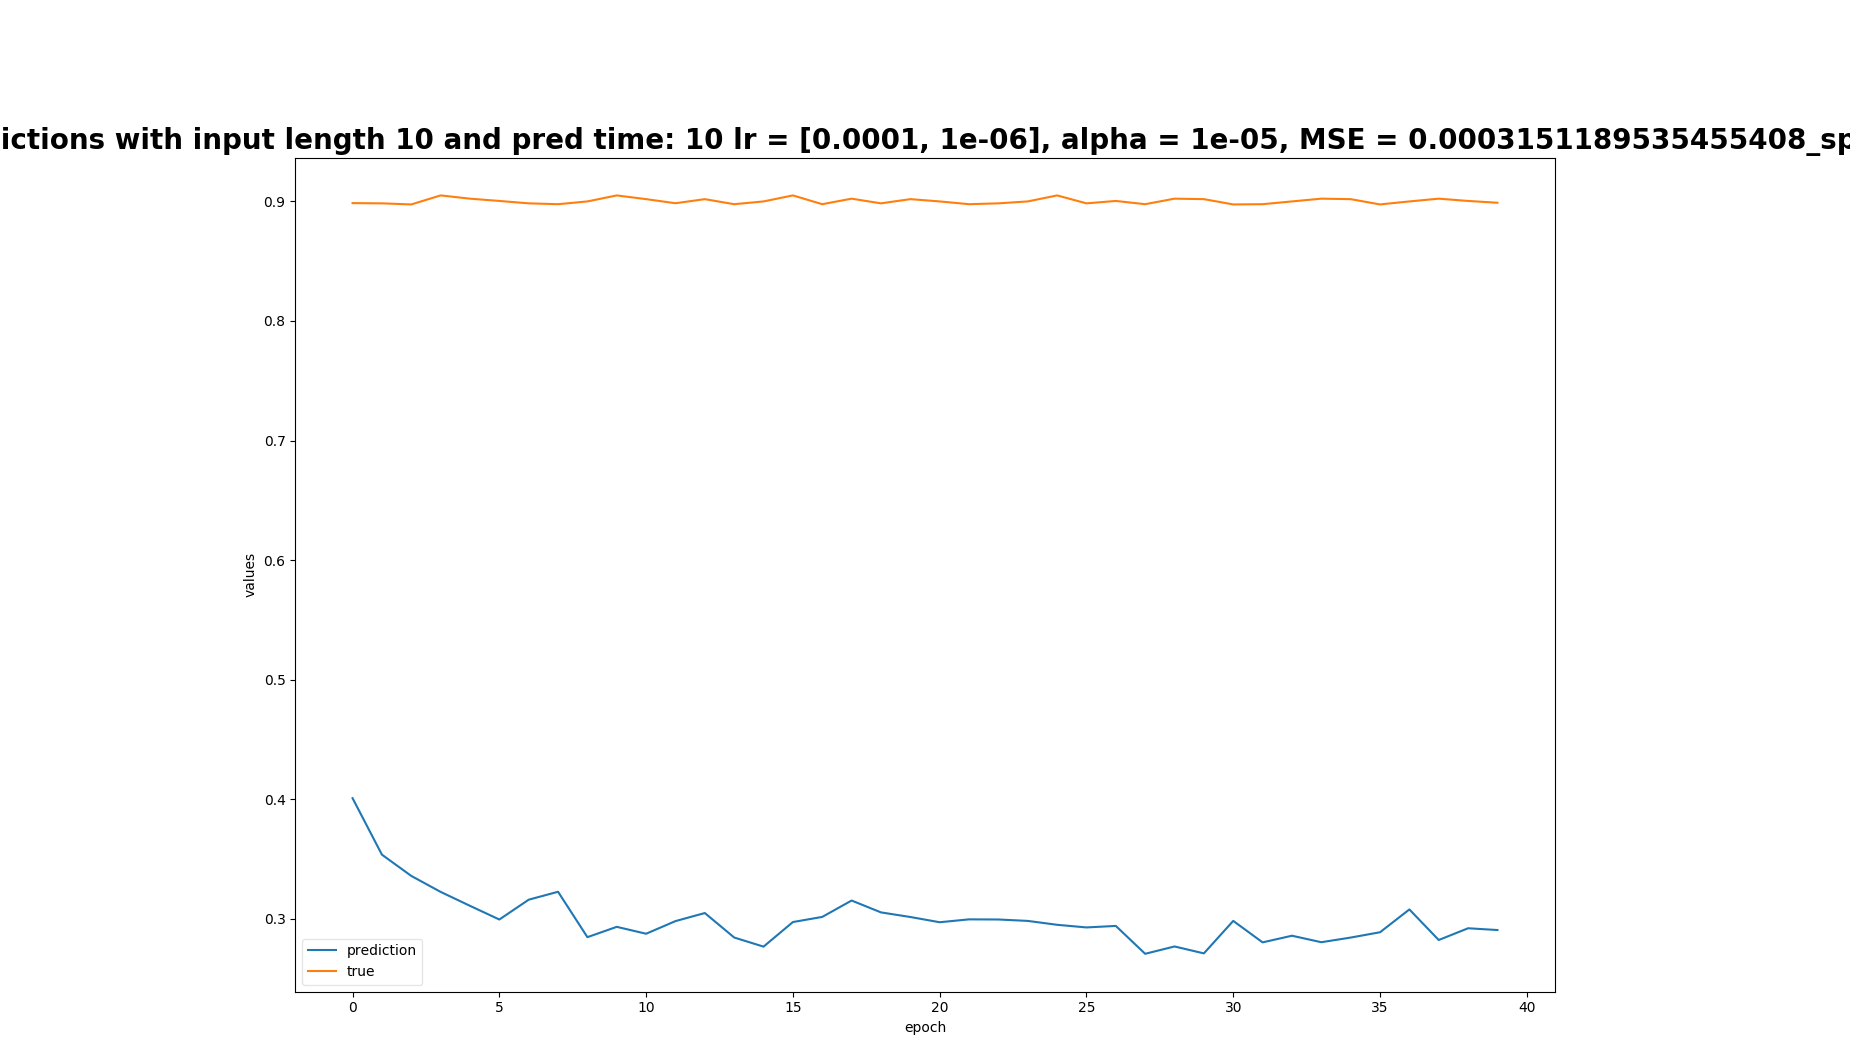 ictions with input length 10 and pred time: 10 lr = [0.0001, 1e-06], alpha = 1e-05, MSE = 0.0003151189535455408_sp
0.9
0.8
0.7
0.6
0.5
0.4
0.3
values
prediction
true
0 5 10 15 20 25 30 35 40
epoch